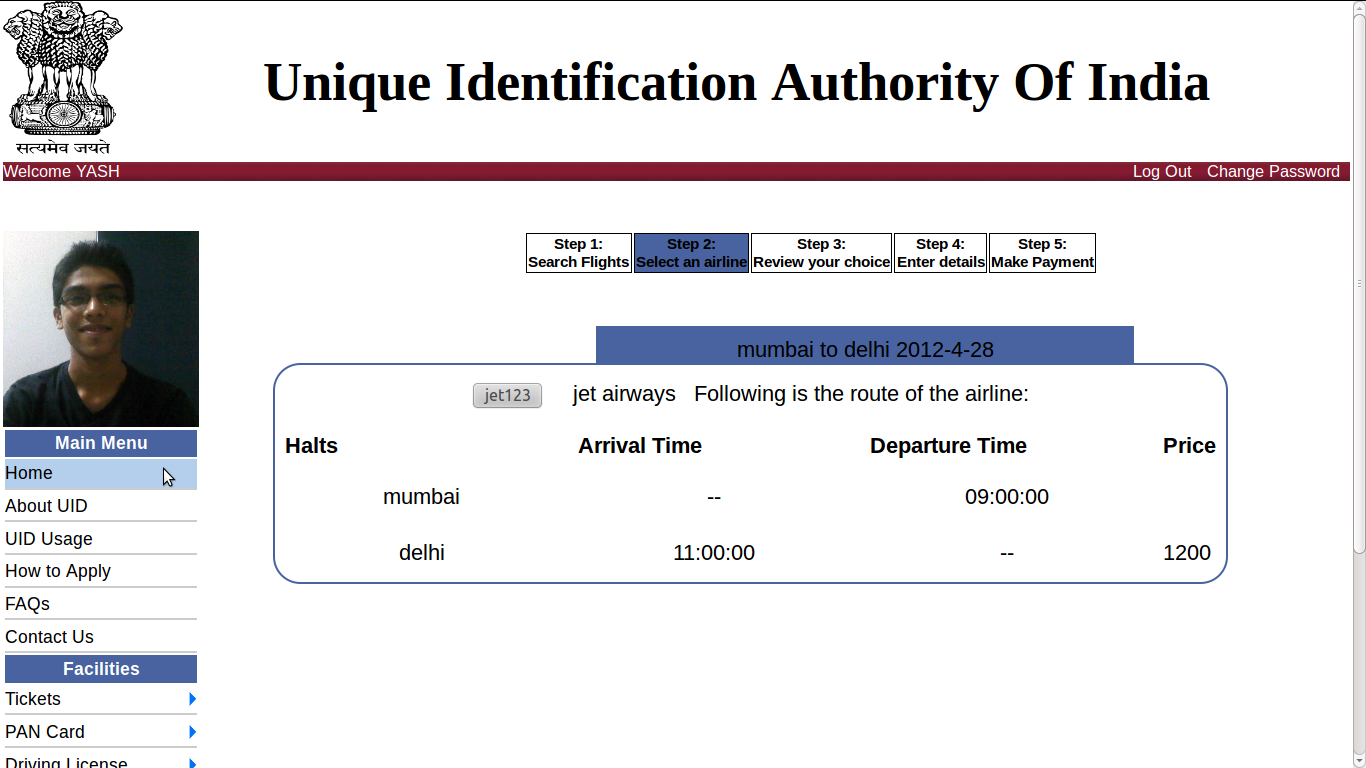 सत्यमेव जयते
Unique Identification Authority Of India
Welcome YASH
Log Out Change Password
Step 1: Search Flights
Step 2: Select an airline
Step 3: Review your choice
Step 4: Enter details
Step 5: Make Payment
mumbai to delhi 2012-4-28
jet123 jet airways Following is the route of the airline:
Halts Arrival Time Departure Time Price
mumbai -- 09:00:00
delhi 11:00:00 -- 1200
Main Menu
Home
About UID
UID Usage
How to Apply
FAQs
Contact Us
Facilities
Tickets
PAN Card
Driving License